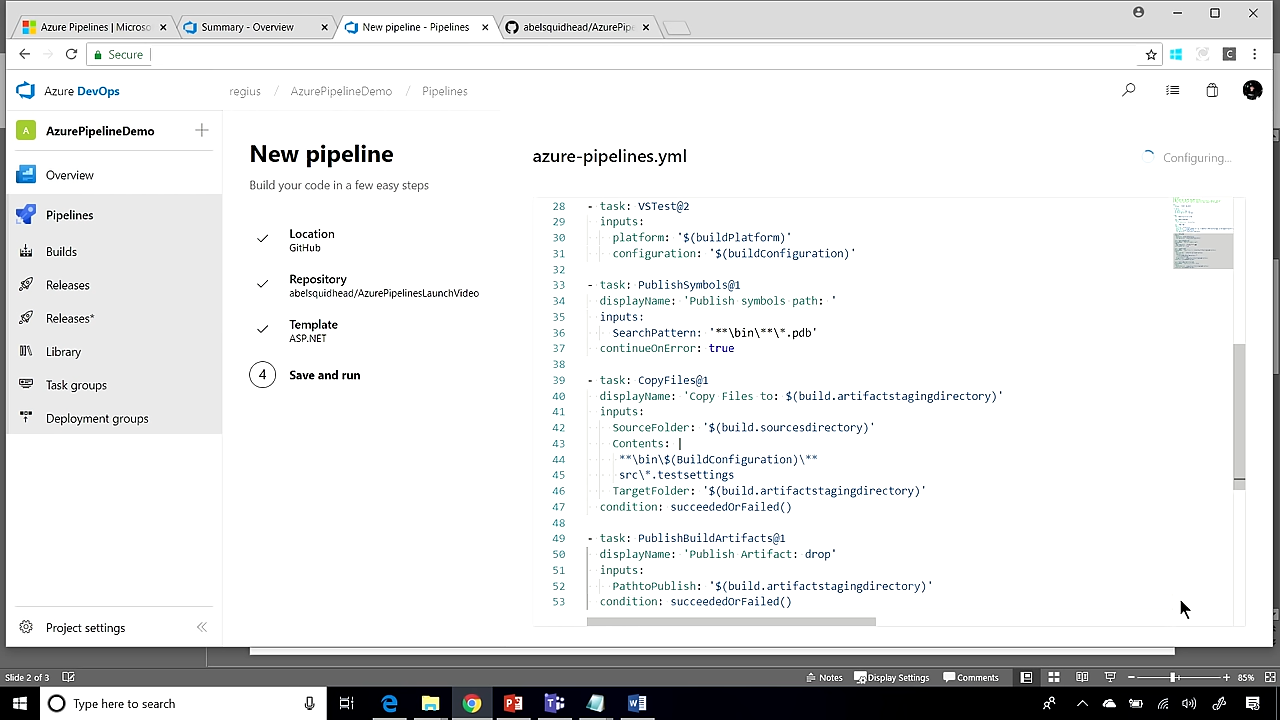 Azure Pipelines | Microso
Summary - Overview
New pipeline - Pipelines
abelsquidhead/AzurePipe
Secure
Azure DevOps
regius / AzurePipelineDemo / Pipelines
A AzurePipelineDemo
Overview
Pipelines
Builds
Releases
Releases*
Library
Task groups
Deployment groups
Project settings
New pipeline
Build your code in a few easy steps
Location
GitHub
Repository
abelsquidhead/AzurePipelinesLaunchVideo
Template
ASP.NET
4 Save and run
azure-pipelines.yml
Configuring...
28 - task: VSTest@2
29 inputs:
30 platform: '$(buildPlatform)'
31 configuration: '$(buildConfiguration)'
32
33 - task: PublishSymbols@1
34 displayName: 'Publish symbols path: '
35 inputs:
36 SearchPattern: '**\bin\**\*.pdb'
37 continueOnError: true
38
39 - task: CopyFiles@1
40 displayName: 'Copy Files to: $(build.artifactstagingdirectory)'
41 inputs:
42 SourceFolder: '$(build.sourcesdirectory)'
43 Contents: |
44 **\bin\$(BuildConfiguration)\**
45 src\*.testsettings
46 TargetFolder: '$(build.artifactstagingdirectory)'
47 condition: succeededOrFailed()
48
49 - task: PublishBuildArtifacts@1
50 displayName: 'Publish Artifact: drop'
51 inputs:
52 PathtoPublish: '$(build.artifactstagingdirectory)'
53 condition: succeededOrFailed()
Slide 2 of 3
Notes
Display Settings
Comments
85%
Type here to search